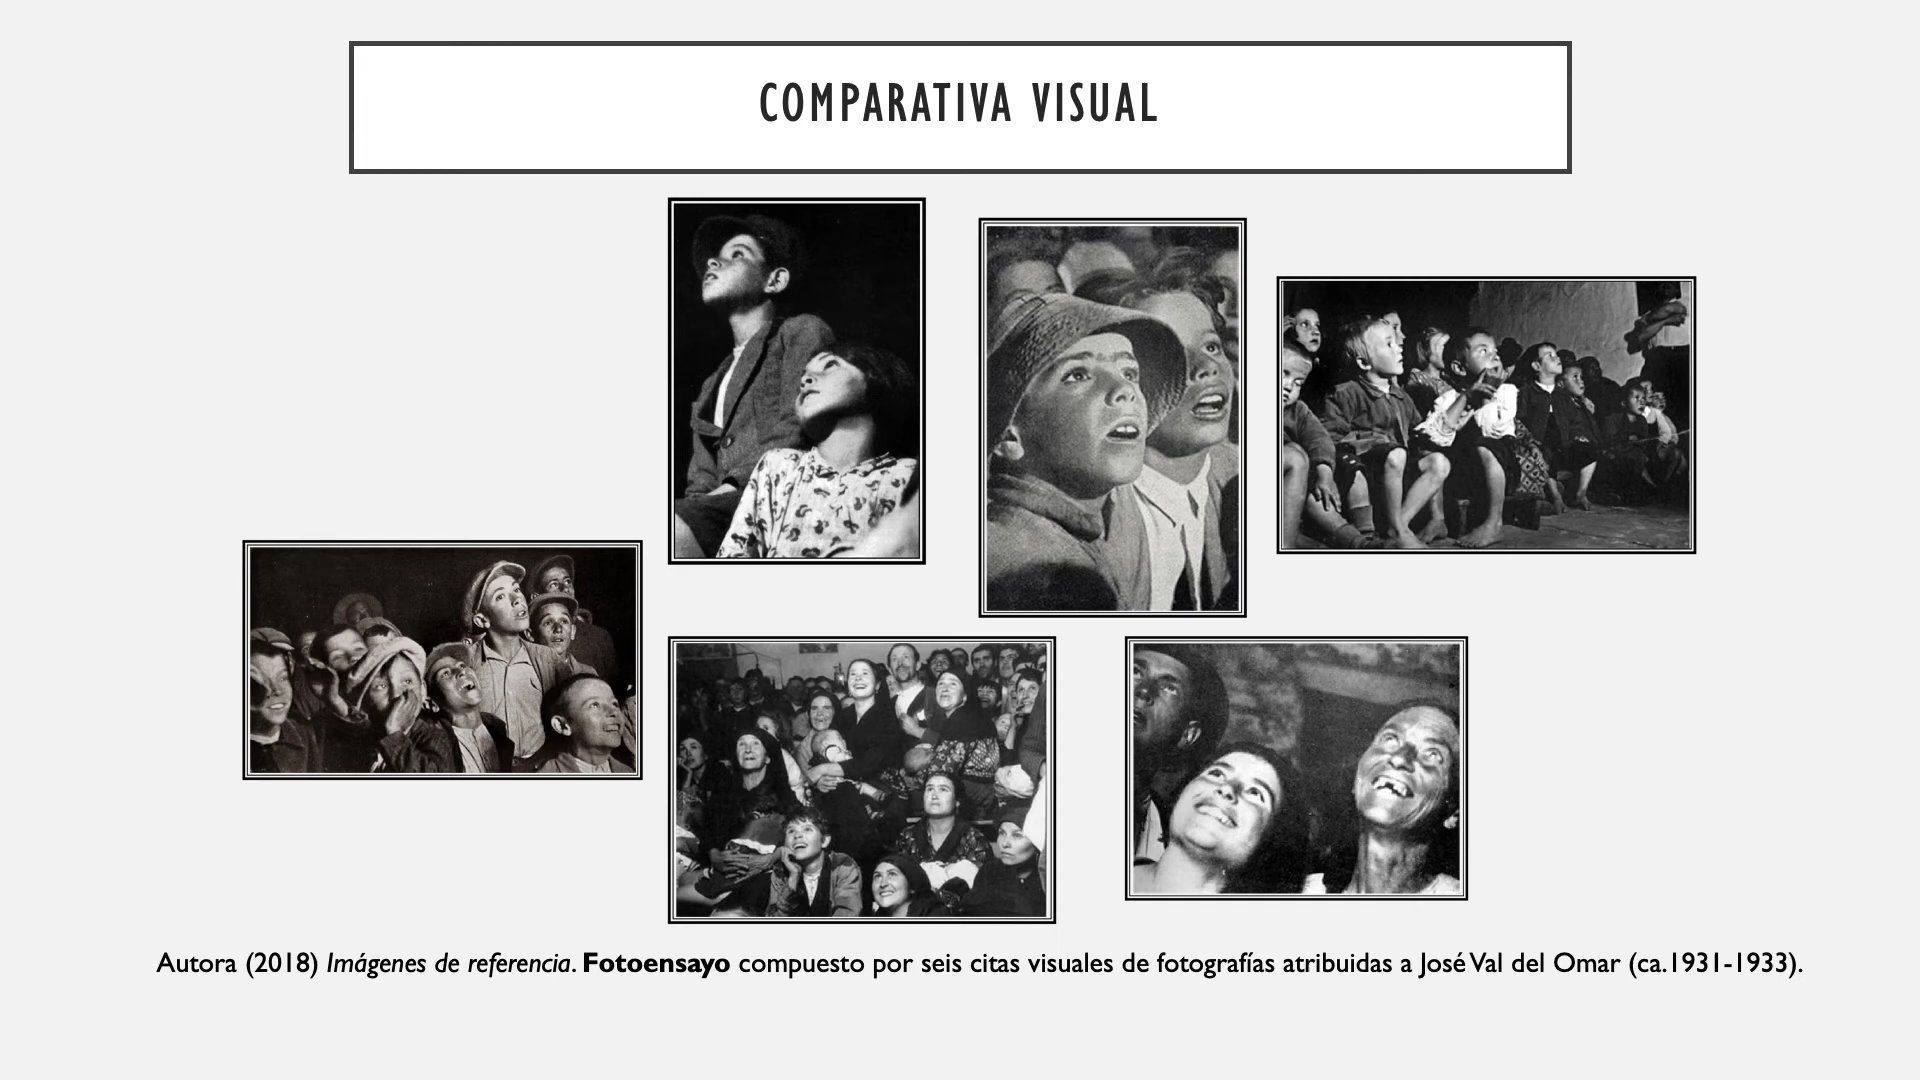 COMPARATIVA VISUAL
Autora (2018) Imágenes de referencia. Fotoensayo compuesto por seis citas visuales de fotografías atribuidas a José Val del Omar (ca.1931-1933).